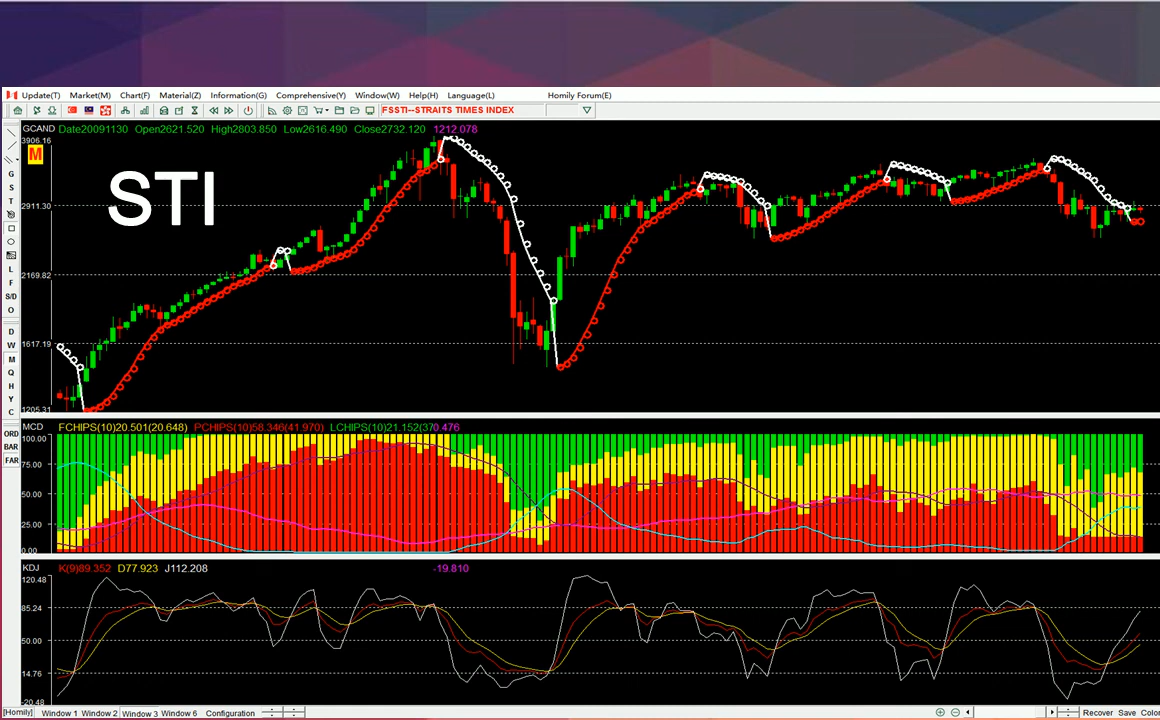 Update(T) Market(M) Chart(F) Material(Z) Information(G) Comprehensive(Y) Window(W) Help(H) Language(L) Homily Forum(E)
FSSTI--STRAITS TIMES INDEX
GCAND Date20091130 Open2621.520 High2803.850 Low2616.490 Close2732.120 1212.078
3906.16
M
STI
2911.30
2169.82
1617.19
1205.31
G
S
T
L
F
S/D
O
D
W
M
Q
H
Y
C
ORD
BAR
FAR
MCD FCHIPS(10)20.501(20.648) PCHIPS(10)58.346(41.970) LCHIPS(10)21.152(370.476
100.00
75.00
50.00
25.00
0.00
KDJ K(9)89.352 D77.923 J112.208 -19.810
120.48
85.24
50.00
14.76
-20.48
[Homily] Window 1 Window 2 Window 3 Window 6 Configuration Recover Save Color